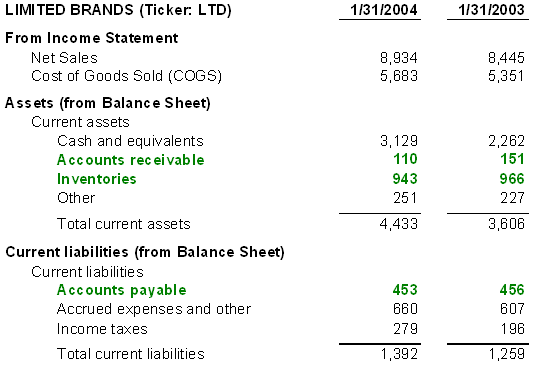 LIMITED BRANDS (Ticker: LTD) 1/31/2004 1/31/2003
From Income Statement
Net Sales 8,934 8,445
Cost of Goods Sold (COGS) 5,683 5,351
Assets (from Balance Sheet)
Current assets
Cash and equivalents 3,129 2,262
Accounts receivable 110 151
Inventories 943 966
Other 251 227
Total current assets 4,433 3,606
Current liabilities (from Balance Sheet)
Current liabilities
Accounts payable 453 456
Accrued expenses and other 660 607
Income taxes 279 196
Total current liabilities 1,392 1,259